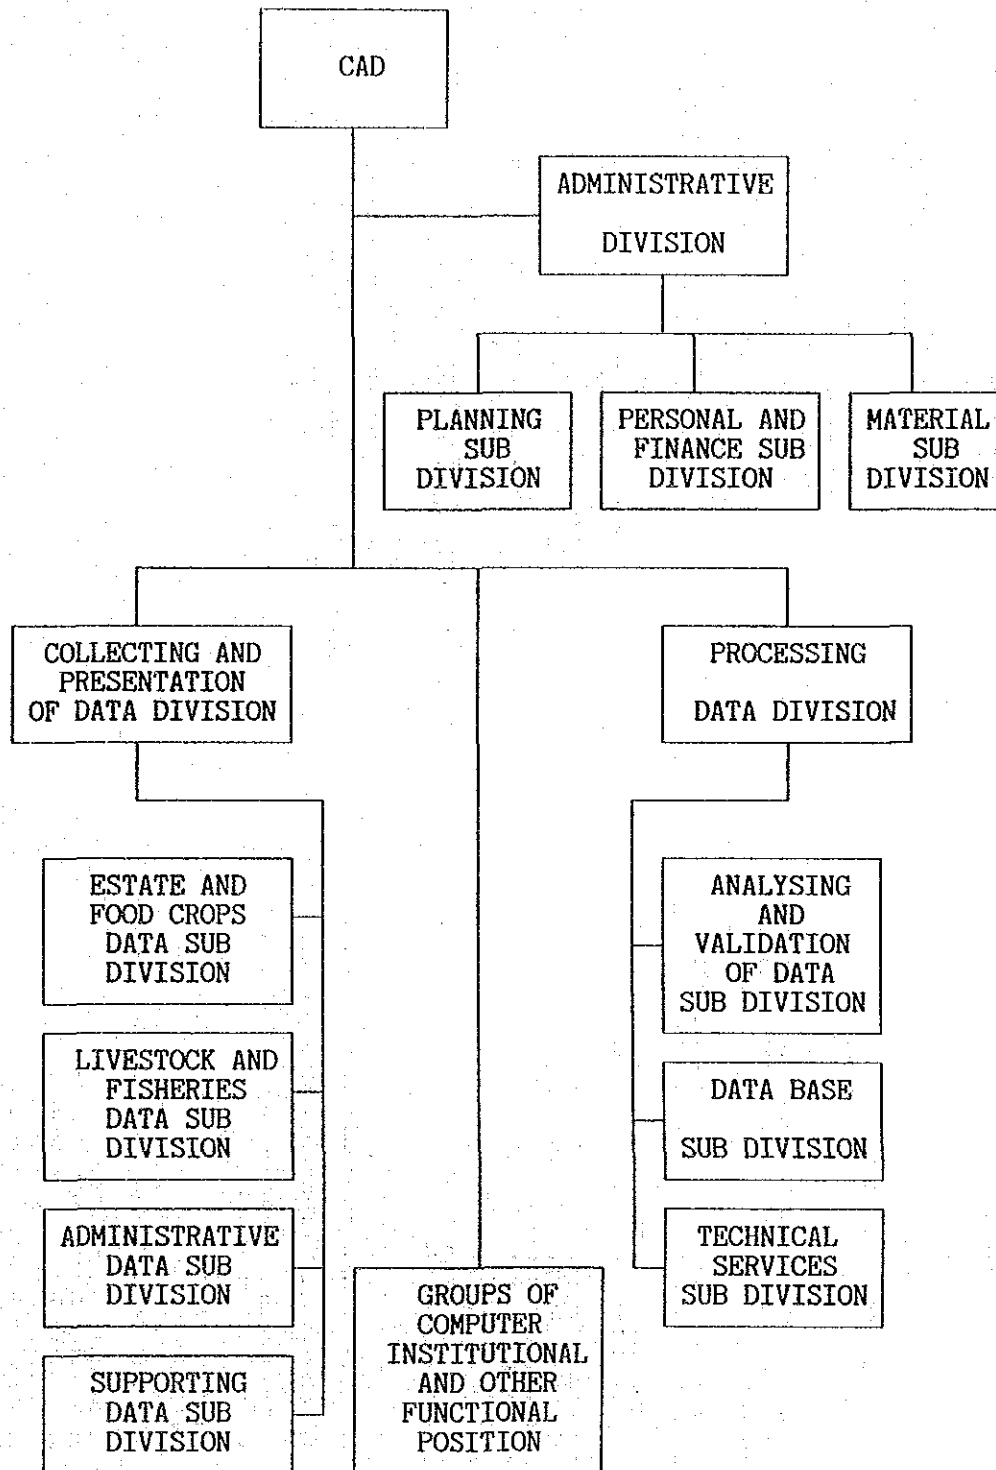 CAD
ADMINISTRATIVE
DIVISION
PLANNING
SUB
DIVISION
PERSONAL AND
FINANCE SUB
DIVISION
MATERIAL
SUB
DIVISION
COLLECTING AND
PRESENTATION
OF DATA DIVISION
PROCESSING
DATA DIVISION
ESTATE AND
FOOD CROPS
DATA SUB
DIVISION
LIVESTOCK AND
FISHERIES
DATA SUB
DIVISION
ADMINISTRATIVE
DATA SUB
DIVISION
SUPPORTING
DATA SUB
DIVISION
GROUPS OF
COMPUTER
INSTITUTIONAL
AND OTHER
FUNCTIONAL
POSITION
ANALYSING
AND
VALIDATION
OF DATA
SUB DIVISION
DATA BASE
SUB DIVISION
TECHNICAL
SERVICES
SUB DIVISION